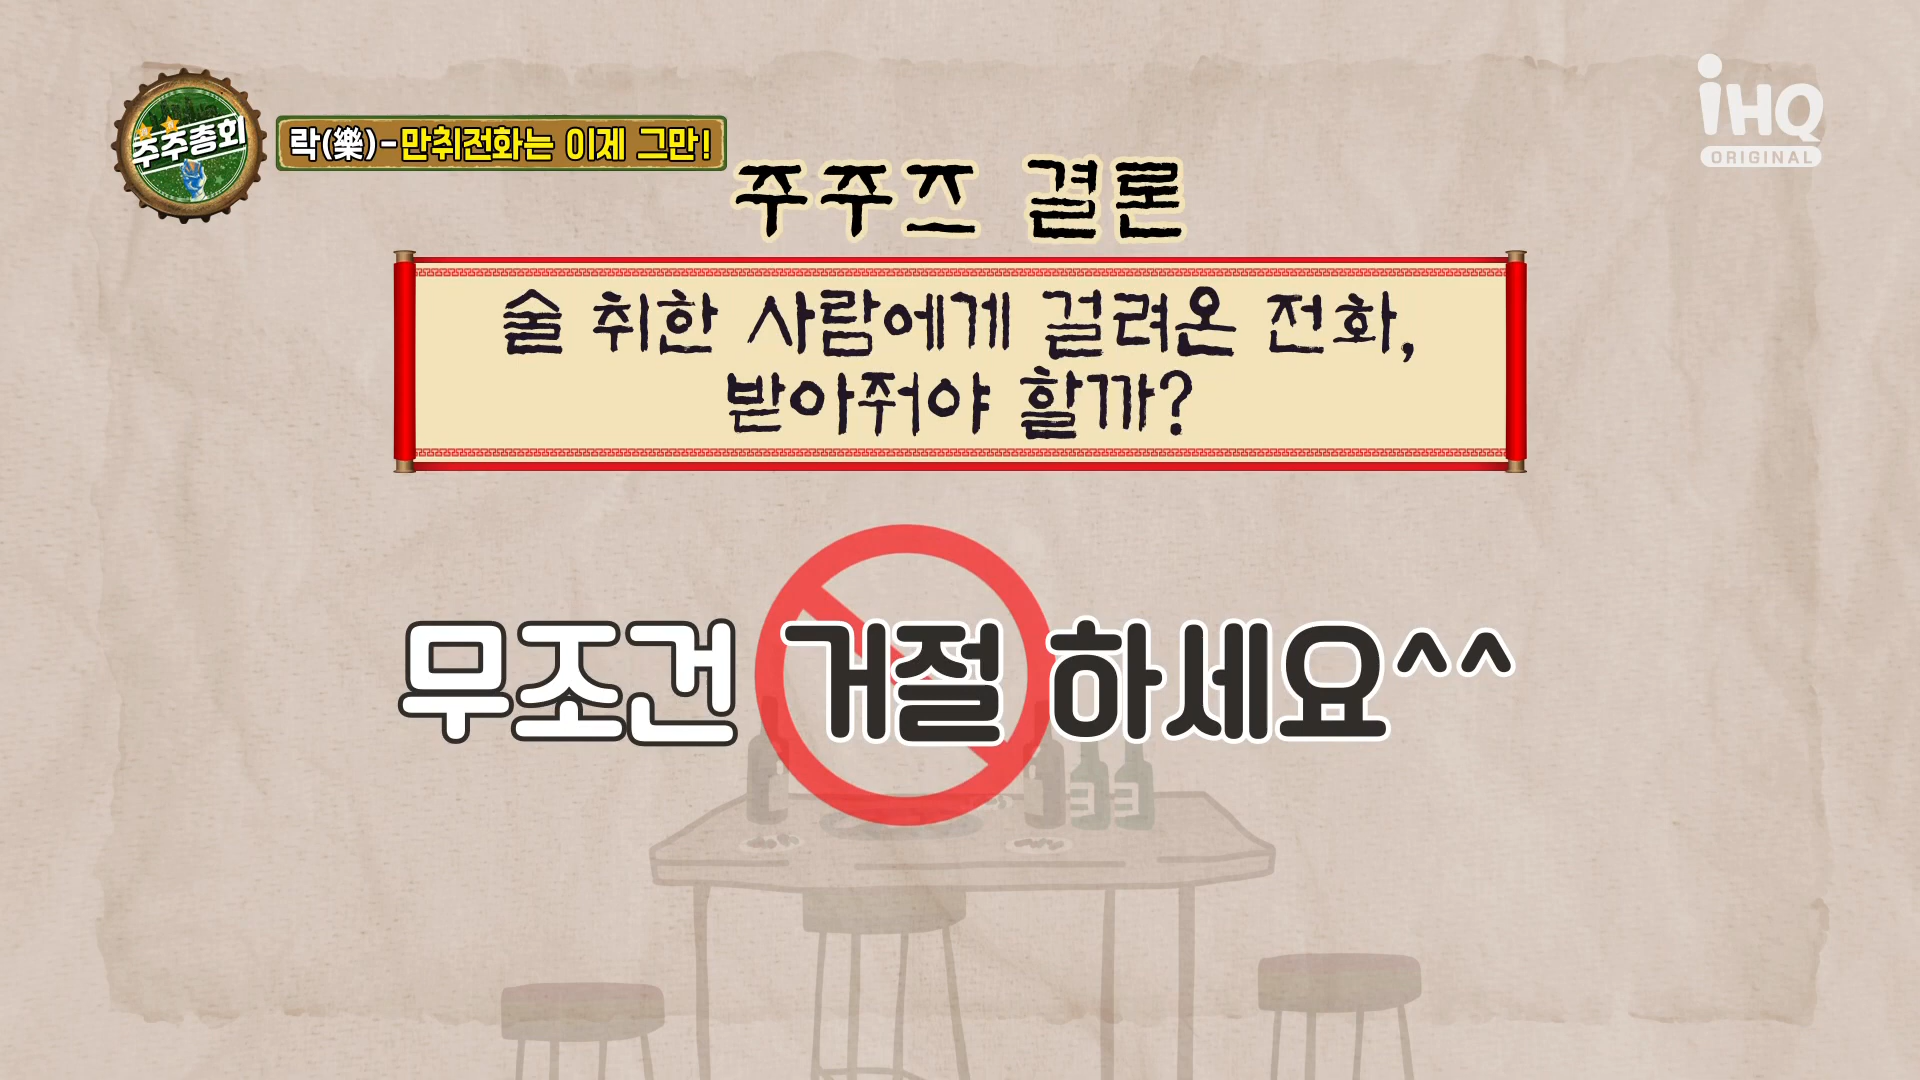 주주총회
락(樂)-만취전화는 이제 그만!
iHQ
ORIGINAL
주주즈 결론
술 취한 사람에게 걸려온 전화,
받아줘야 할까?
무조건 거절 하세요^^